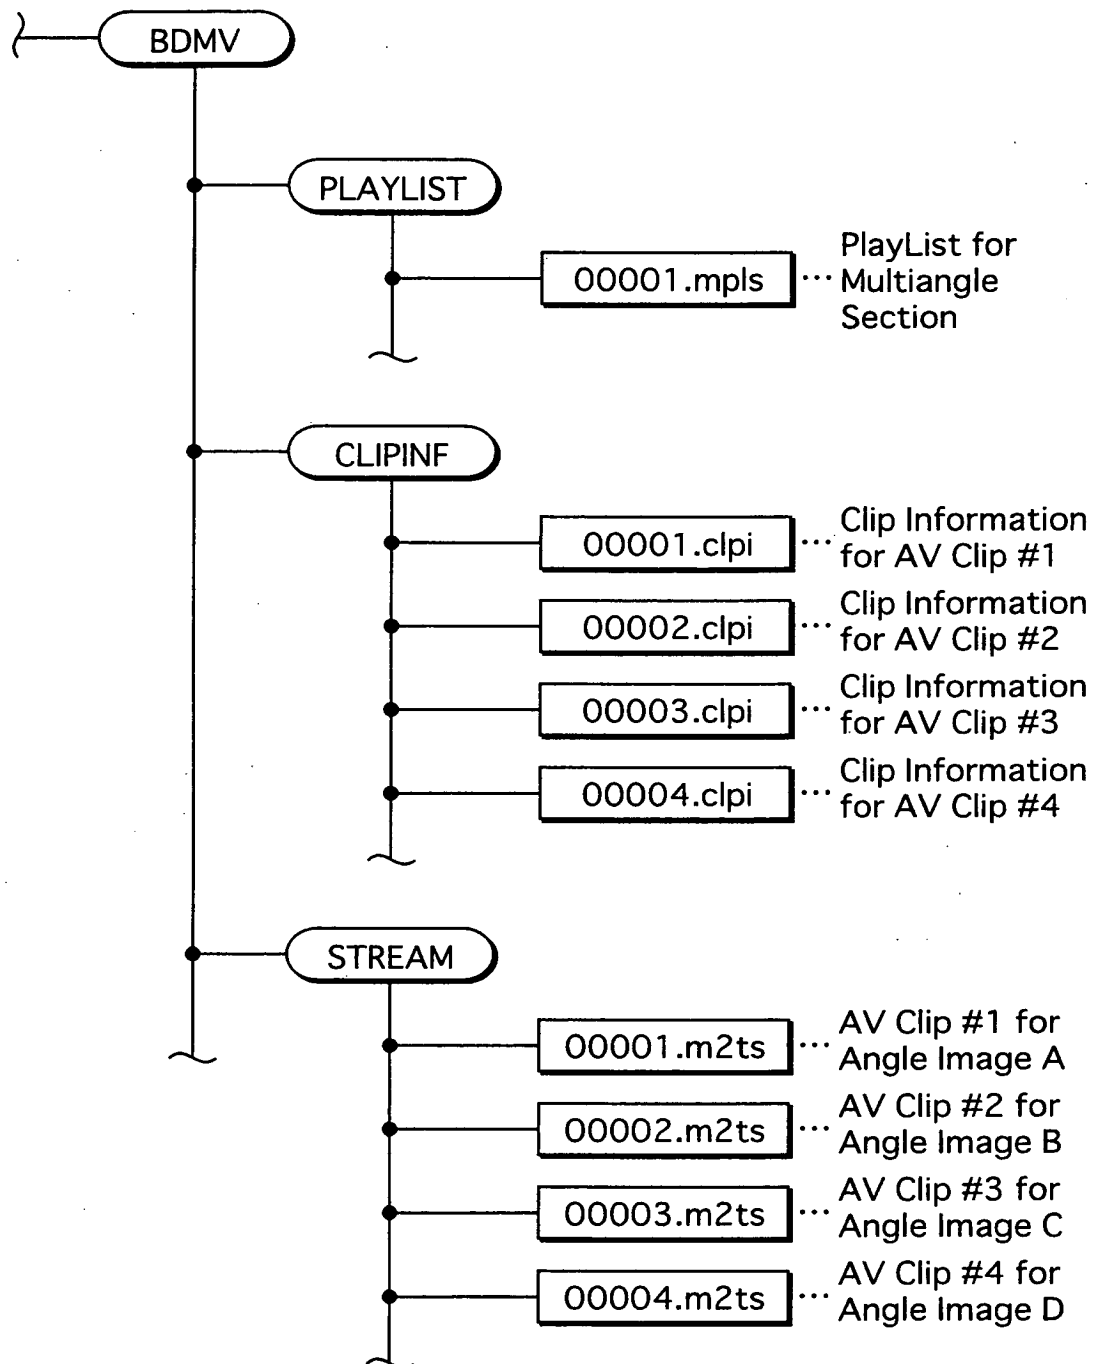 BDMV
PLAYLIST
00001.mpls
··· PlayList for
Multiangle
Section
CLIPINF
00001.clpi
··· Clip Information
for AV Clip #1
00002.clpi
··· Clip Information
for AV Clip #2
00003.clpi
··· Clip Information
for AV Clip #3
00004.clpi
··· Clip Information
for AV Clip #4
STREAM
00001.m2ts
··· AV Clip #1 for
Angle Image A
00002.m2ts
··· AV Clip #2 for
Angle Image B
00003.m2ts
··· AV Clip #3 for
Angle Image C
00004.m2ts
··· AV Clip #4 for
Angle Image D